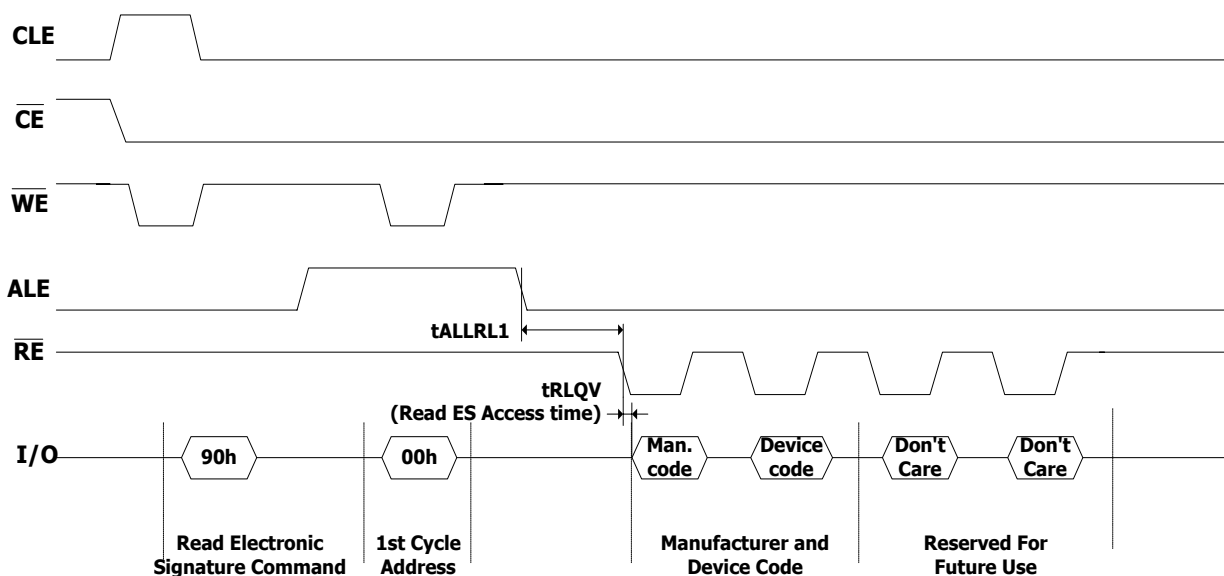 CLE
CE
WE
ALE
tALLRL1
RE
tRLQV
(Read ES Access time)
I/O
90h
00h
Man.
code
Device
code
Don't
Care
Don't
Care
Read Electronic
Signature Command
1st Cycle
Address
Manufacturer and
Device Code
Reserved For
Future Use